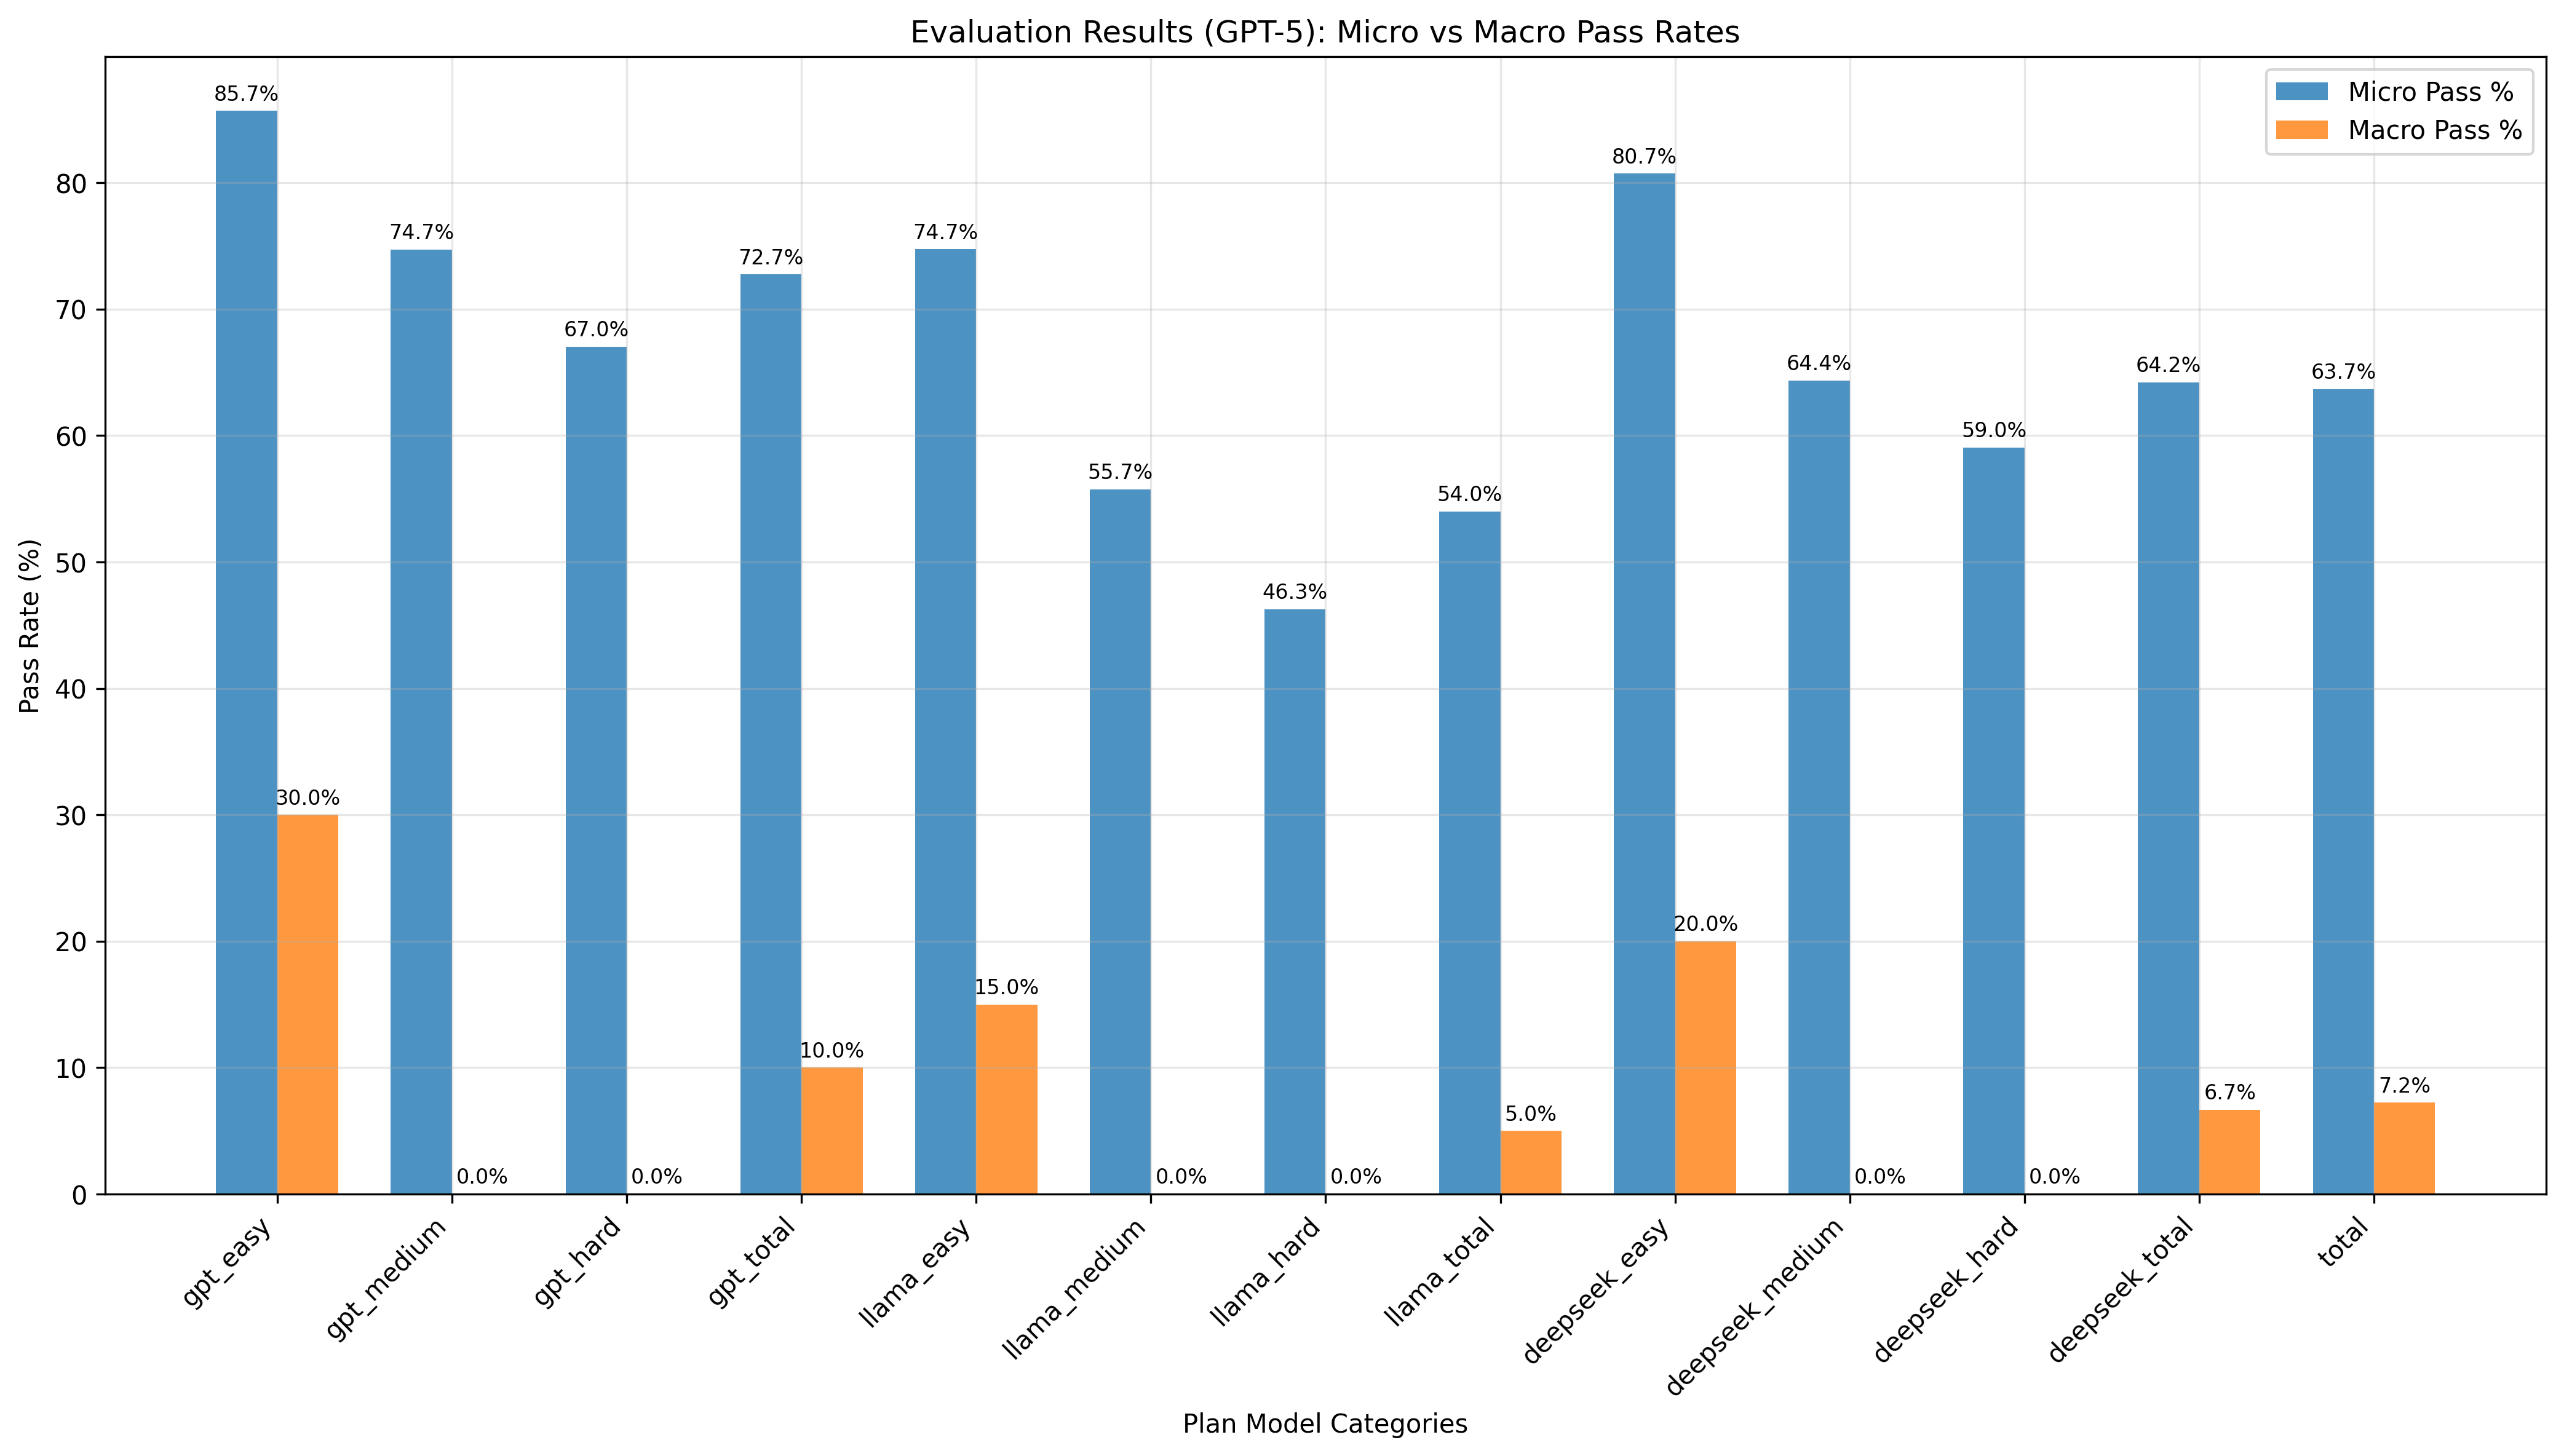 Evaluation Results (GPT-5): Micro vs Macro Pass Rates
Micro Pass %
Macro Pass %
Pass Rate (%)
80
70
60
50
40
30
20
10
0
85.7%
30.0%
74.7%
0.0%
67.0%
0.0%
72.7%
10.0%
74.7%
15.0%
55.7%
0.0%
46.3%
0.0%
54.0%
5.0%
80.7%
20.0%
64.4%
0.0%
59.0%
0.0%
64.2%
6.7%
63.7%
7.2%
gpt_easy
gpt_medium
gpt_hard
gpt_total
llama_easy
llama_medium
llama_hard
llama_total
deepseek_easy
deepseek_medium
deepseek_hard
deepseek_total
total
Plan Model Categories